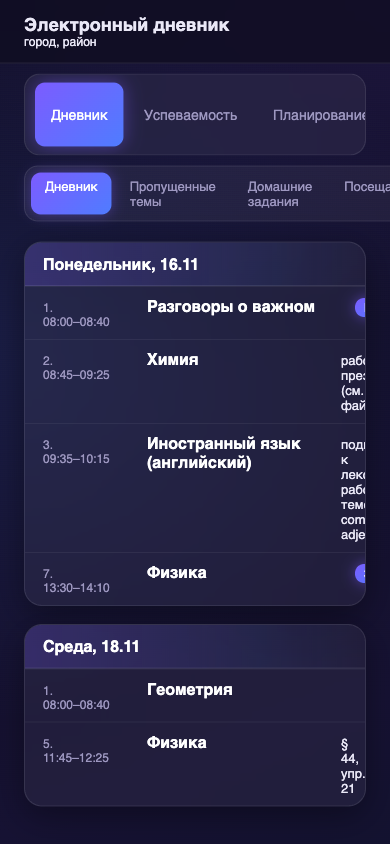 Электронный дневник
город, район
Дневник Успеваемость Планирование
Дневник Пропущенные темы Домашние задания
Понедельник, 16.11
1.
08:00–08:40
Разговоры о важном
2.
08:45–09:25
Химия
(см.
3.
09:35–10:15
Иностранный язык
(английский)
к
7.
13:30–14:10
Физика
Среда, 18.11
1.
08:00–08:40
Геометрия
5.
11:45–12:25
Физика
§
44,
упр.
21